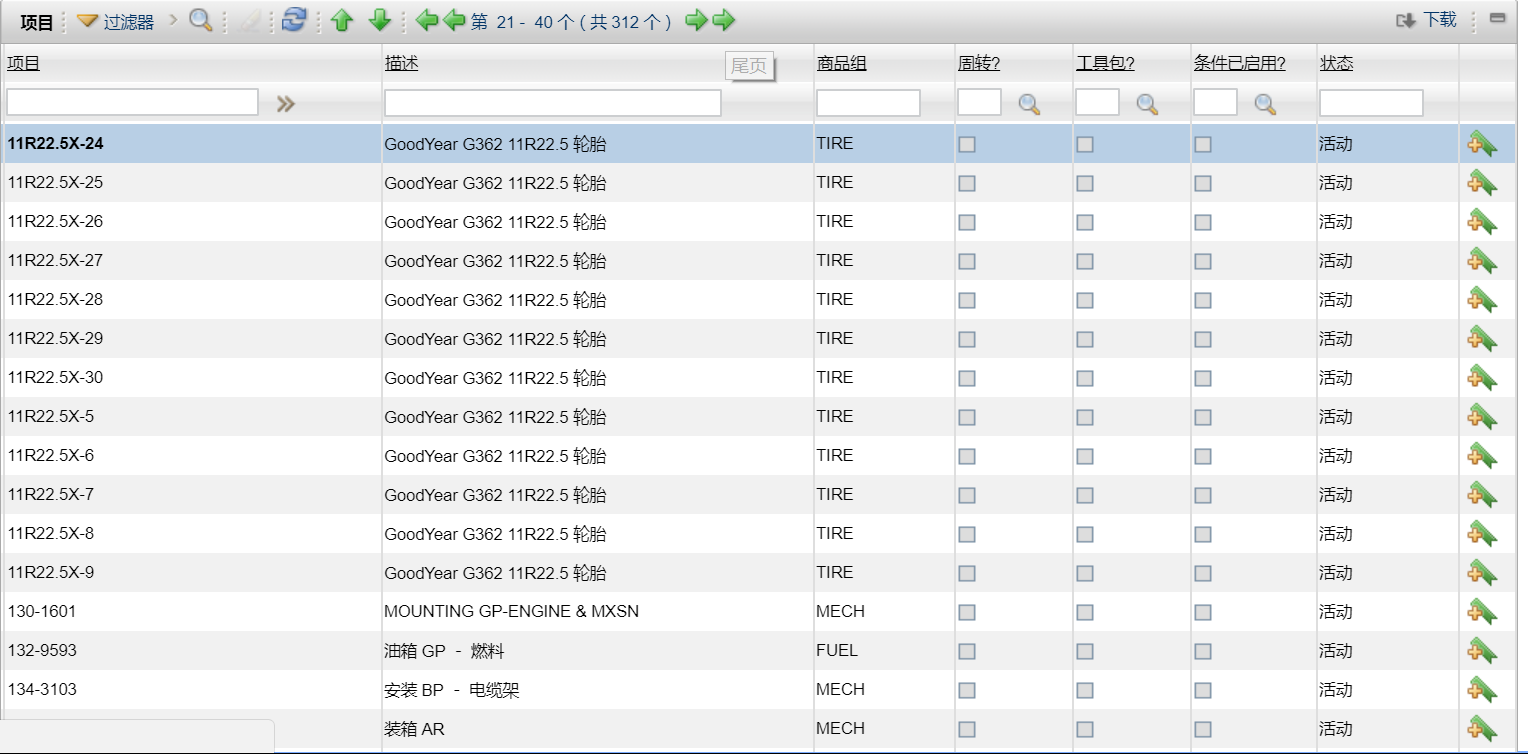 项目 过滤器 第 21 - 40 个 ( 共 312 个 ) 下载
项目 描述 尾页 商品组 周转? 工具包? 条件已启用? 状态
11R22.5X-24 GoodYear G362 11R22.5 轮胎 TIRE 活动
11R22.5X-25 GoodYear G362 11R22.5 轮胎 TIRE 活动
11R22.5X-26 GoodYear G362 11R22.5 轮胎 TIRE 活动
11R22.5X-27 GoodYear G362 11R22.5 轮胎 TIRE 活动
11R22.5X-28 GoodYear G362 11R22.5 轮胎 TIRE 活动
11R22.5X-29 GoodYear G362 11R22.5 轮胎 TIRE 活动
11R22.5X-30 GoodYear G362 11R22.5 轮胎 TIRE 活动
11R22.5X-5 GoodYear G362 11R22.5 轮胎 TIRE 活动
11R22.5X-6 GoodYear G362 11R22.5 轮胎 TIRE 活动
11R22.5X-7 GoodYear G362 11R22.5 轮胎 TIRE 活动
11R22.5X-8 GoodYear G362 11R22.5 轮胎 TIRE 活动
11R22.5X-9 GoodYear G362 11R22.5 轮胎 TIRE 活动
130-1601 MOUNTING GP-ENGINE & MXSN MECH 活动
132-9593 油箱 GP - 燃料 FUEL 活动
134-3103 安装 BP - 电缆架 MECH 活动
装箱 AR MECH 活动